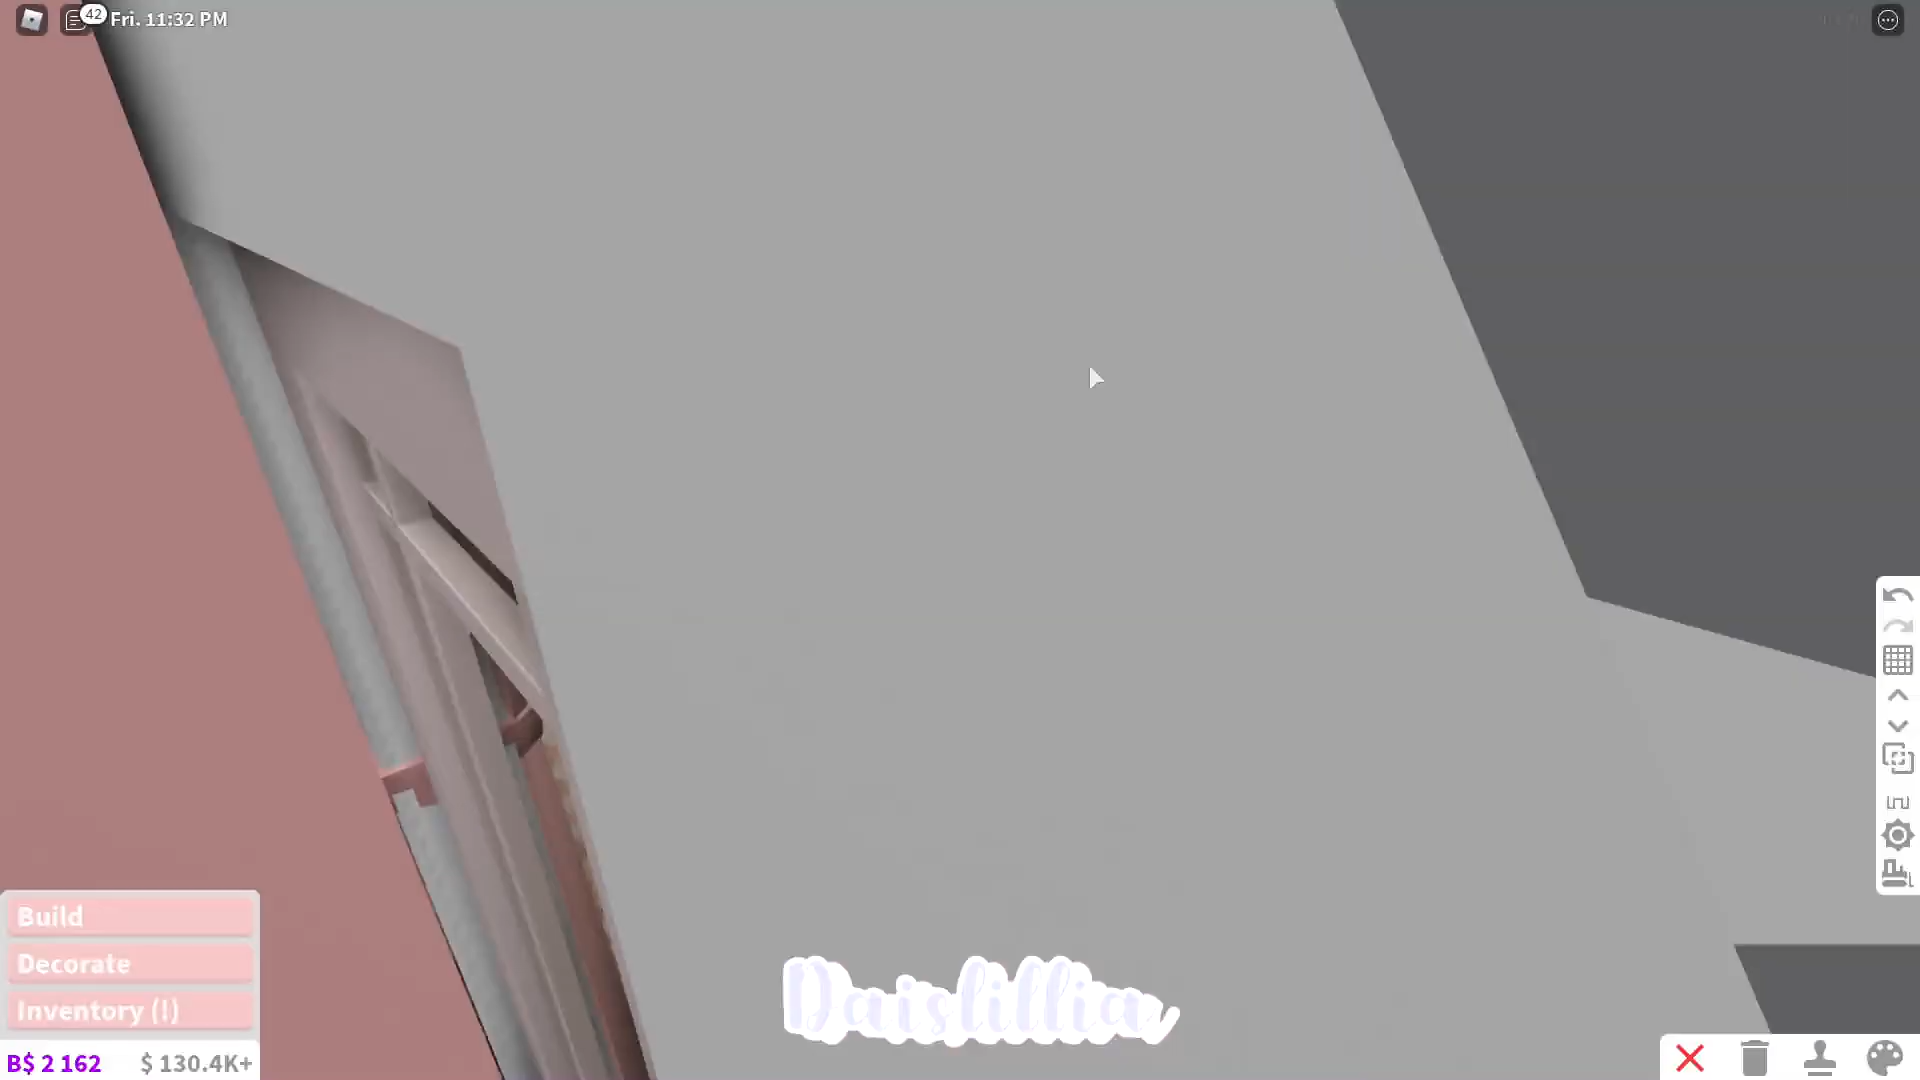 42
Fri. 11:32 PM
Build
Decorate
Inventory (!)
B$ 2 162
$ 130.4K+
Daislillia